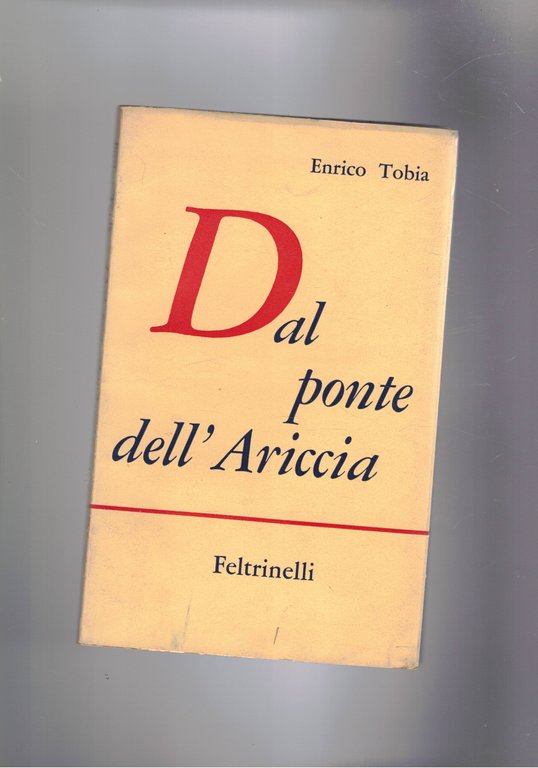 Enrico Tobia
Dal
ponte
dell'Ariccia
Feltrinelli